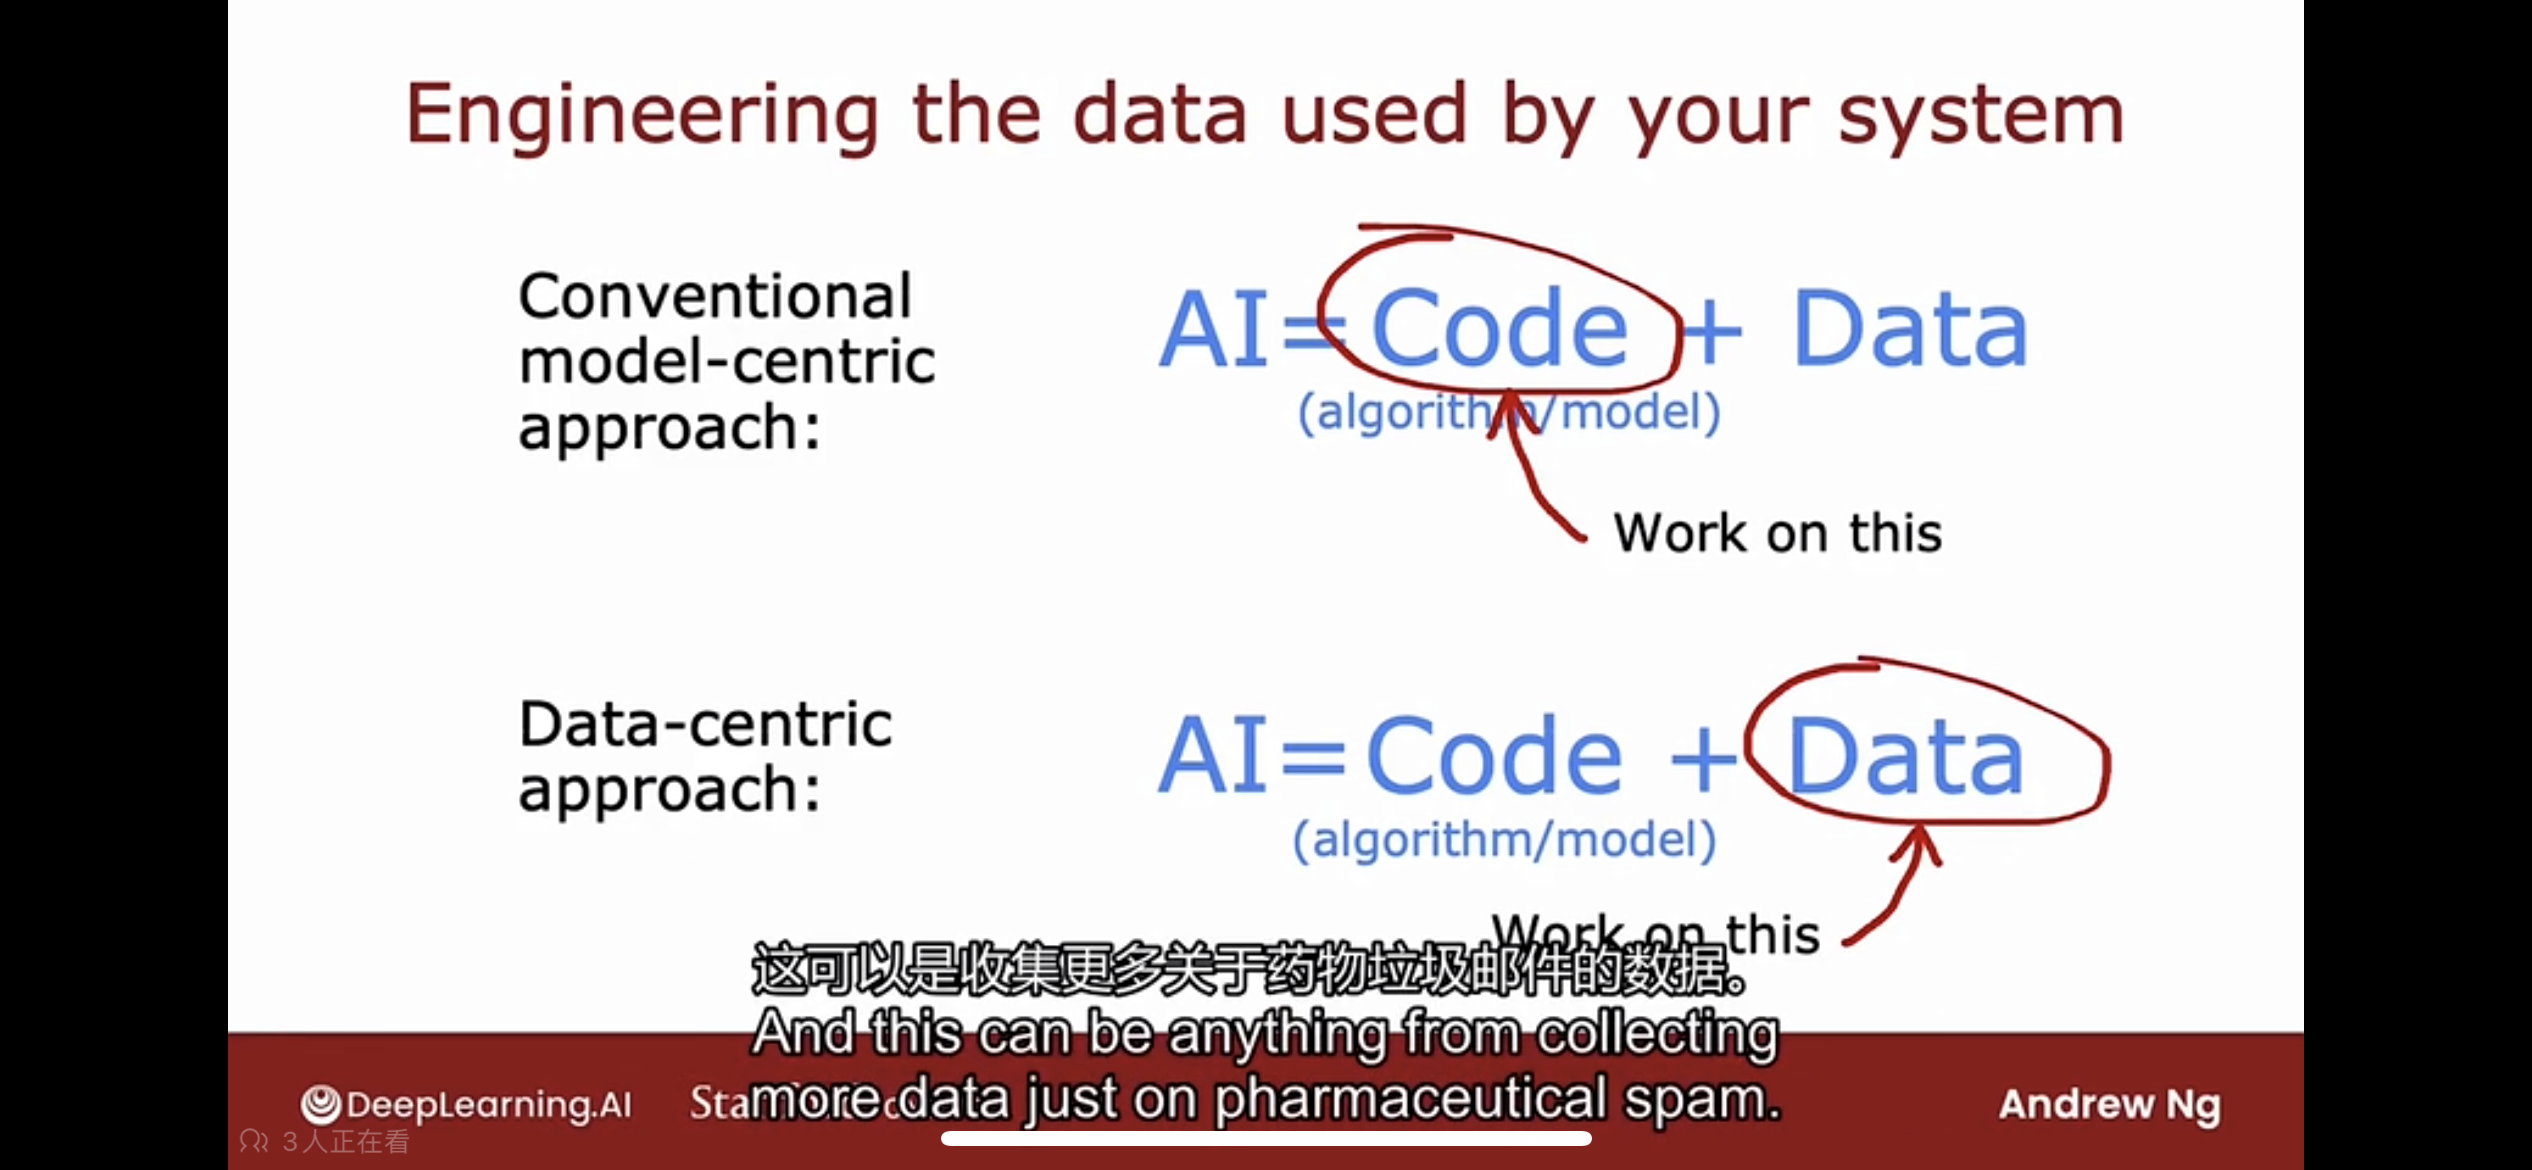 Engineering the data used by your system
Conventional
model-centric
approach:
AI=Code + Data
(algorithm/model)
Work on this
Data-centric
approach:
AI=Code + Data
(algorithm/model)
Work on this
这可以是收集更多关于药物垃圾邮件的数据。
And this can be anything from collecting
more data just on pharmaceutical spam.
DeepLearning.AI
Andrew Ng
3人正在看